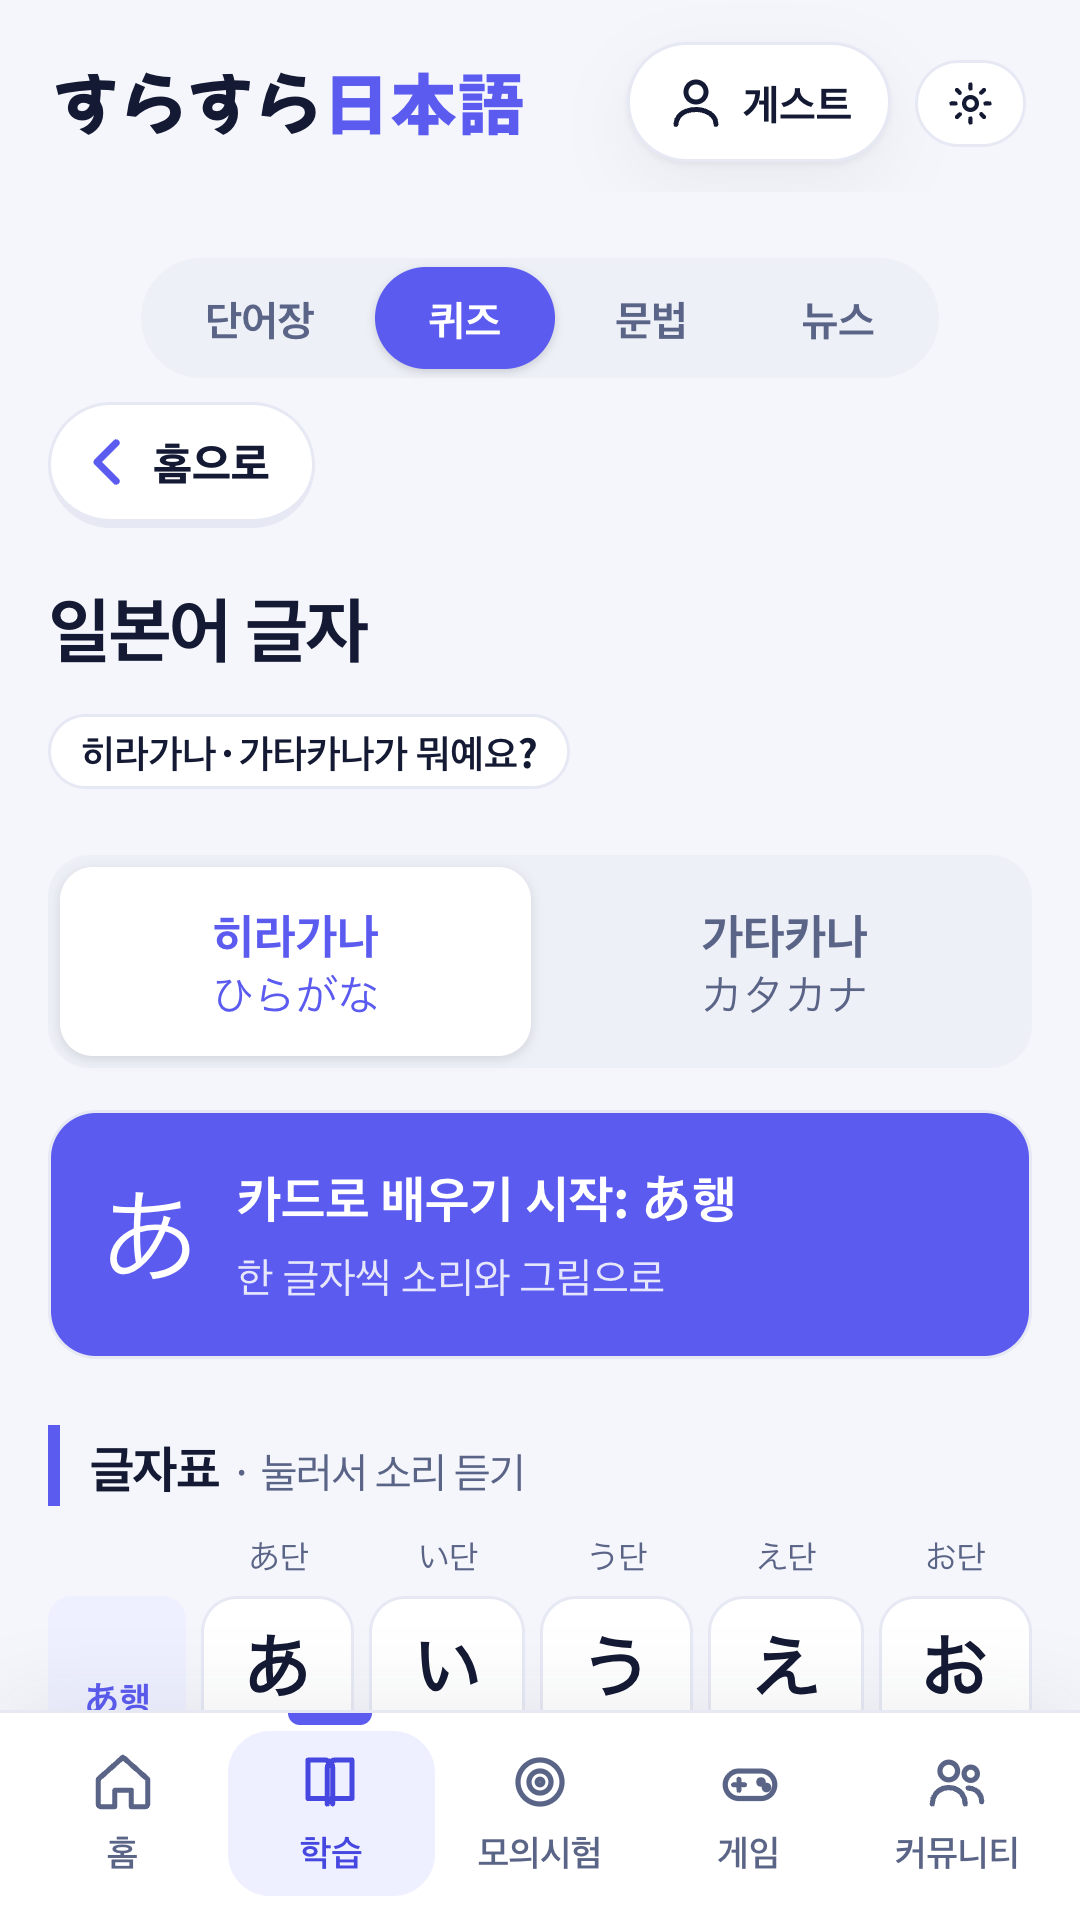 すらすら日本語
게스트
단어장 퀴즈 문법 뉴스
홈으로
일본어 글자
히라가나·가타카나가 뭐예요?
히라가나 가타카나
ひらがな カタカナ
あ
카드로 배우기 시작: あ행
한 글자씩 소리와 그림으로
글자표 · 눌러서 소리 듣기
あ단 い단 う단 え단 お단
あ행 あ い う え お
홈 학습 모의시험 게임 커뮤니티